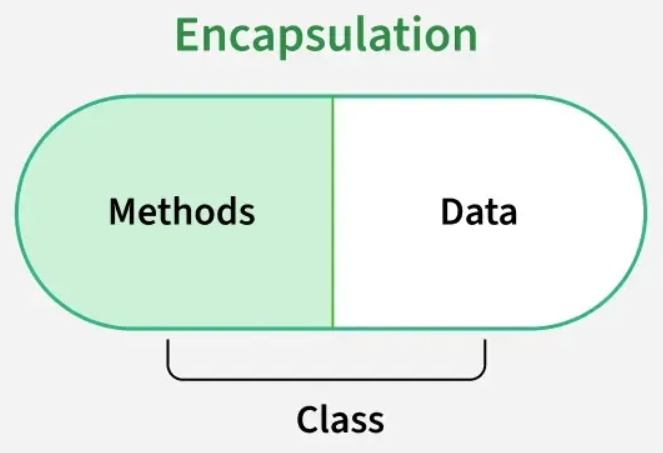 Encapsulation
Methods
Data
Class